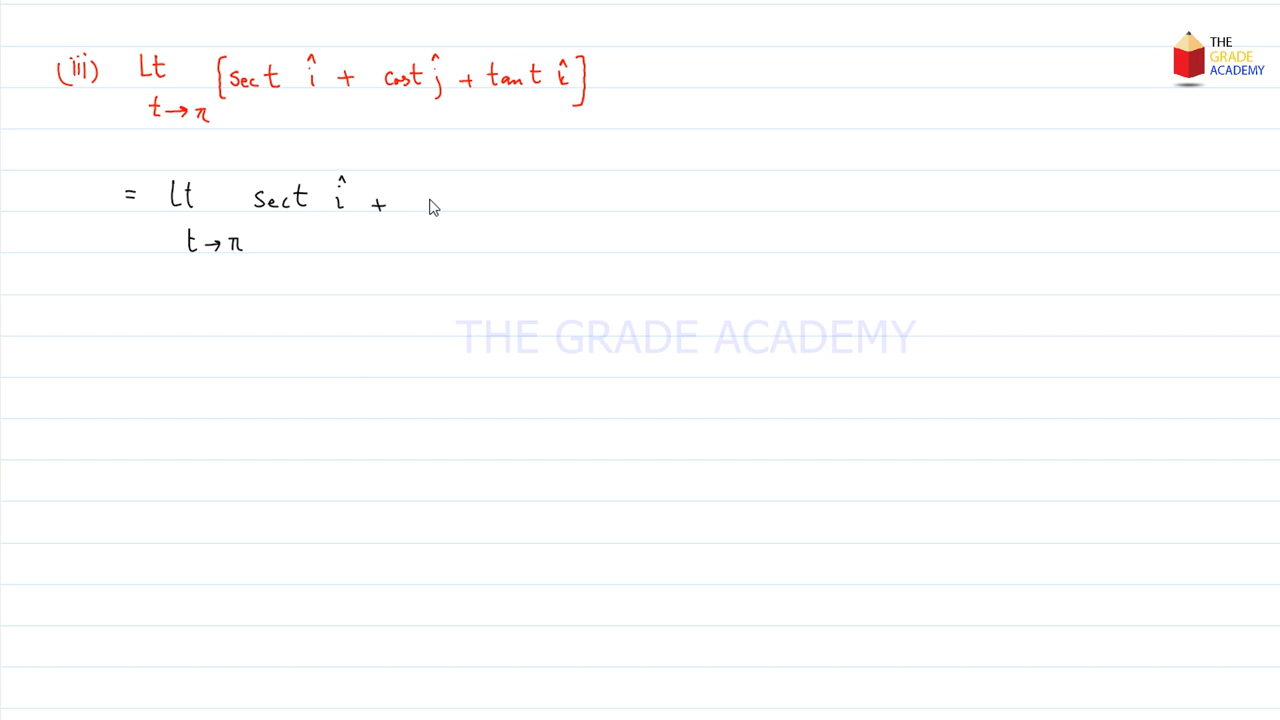 THE
GRADE
ACADEMY
(iii) Lt [sec t î + cos t ĵ + tan t k̂]
t → π
= Lt sec t î +
t → π
THE GRADE ACADEMY